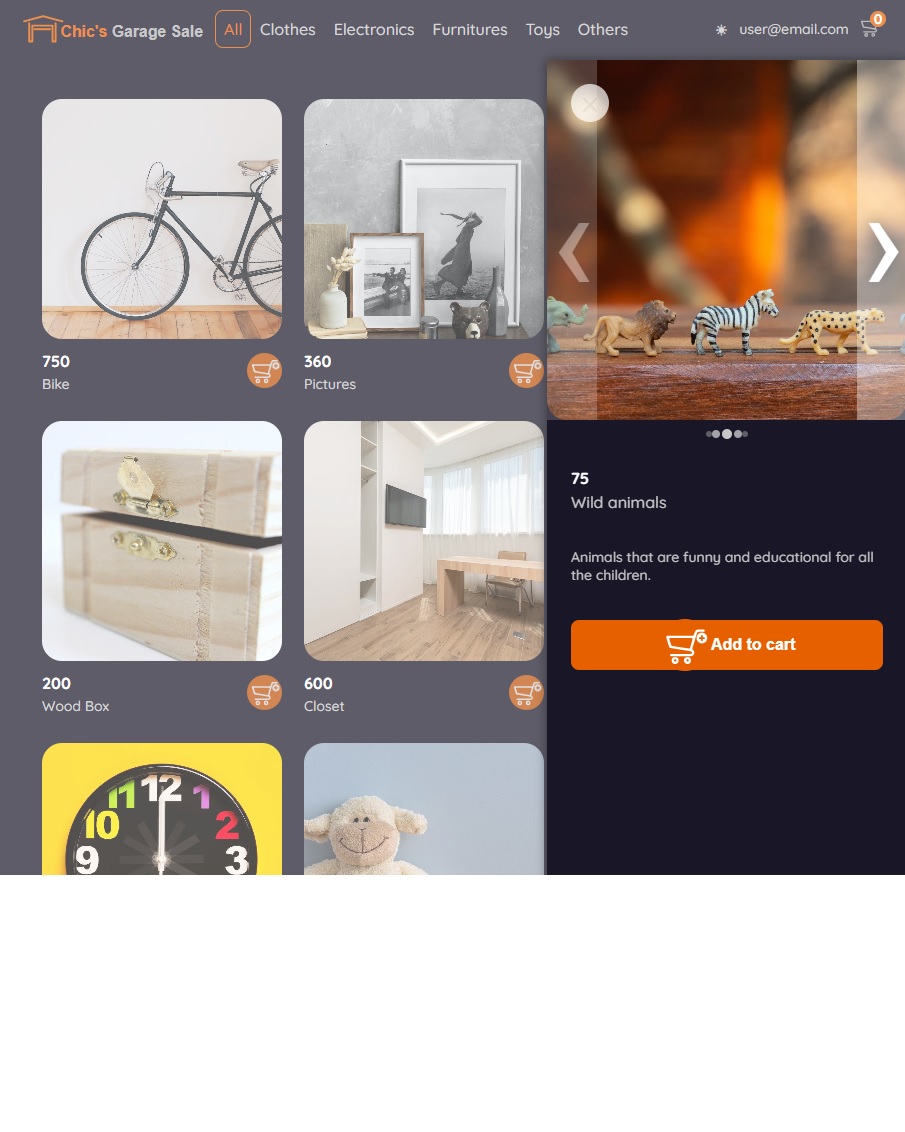 Chic's Garage Sale
All
Clothes
Electronics
Furnitures
Toys
Others
user@email.com
0
750
Bike
360
Pictures
200
Wood Box
600
Closet
11
12
1
10
2
9
3
75
Wild animals
Animals that are funny and educational for all
the children.
Add to cart